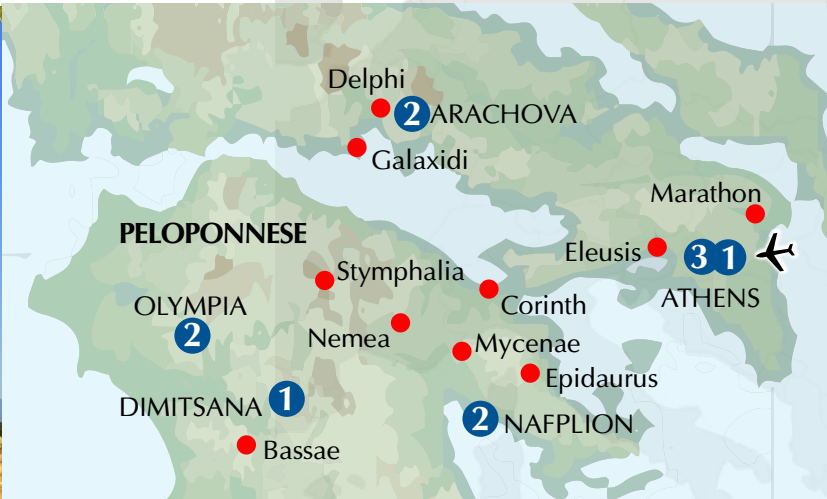 Delphi
2 ARACHOVA
Galaxidi
Marathon
PELOPONNESE
Eleusis
3 1
ATHENS
Stymphalia
Corinth
OLYMPIA
2
Nemea
Mycenae
Epidaurus
DIMITSANA 1
2 NAFPLION
Bassae